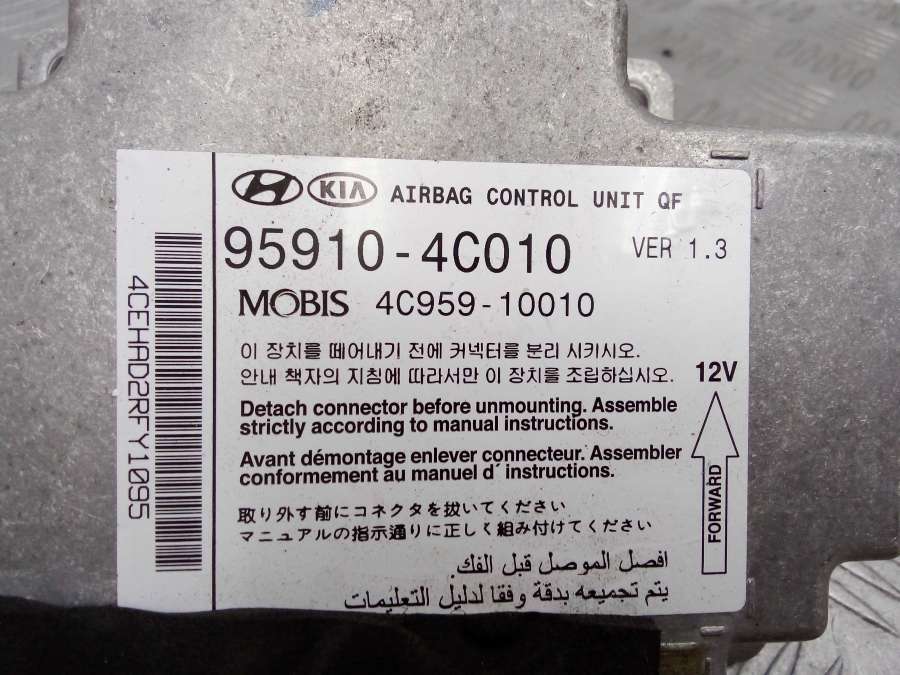 KIA AIRBAG CONTROL UNIT QF
95910-4C010 VER 1.3
MOBIS 4C959-10010
이 장치를 떼어내기 전에 커넥터를 분리 시키시오.
안내 책자의 지침에 따라서만 이 장치를 조립하십시오.
12V
Detach connector before unmounting. Assemble
strictly according to manual instructions.
Avant démontage enlever connecteur. Assembler
conformement au manuel d´ instructions.
FORWARD
取り外す前にコネクタを抜いてください
マニュアルの指示通りに正しく組み付けてください
افصل الموصل قبل الفك.
يتم تجميعه بدقة وفقا لدليل التعليمات
4CEHAD2RFY1095